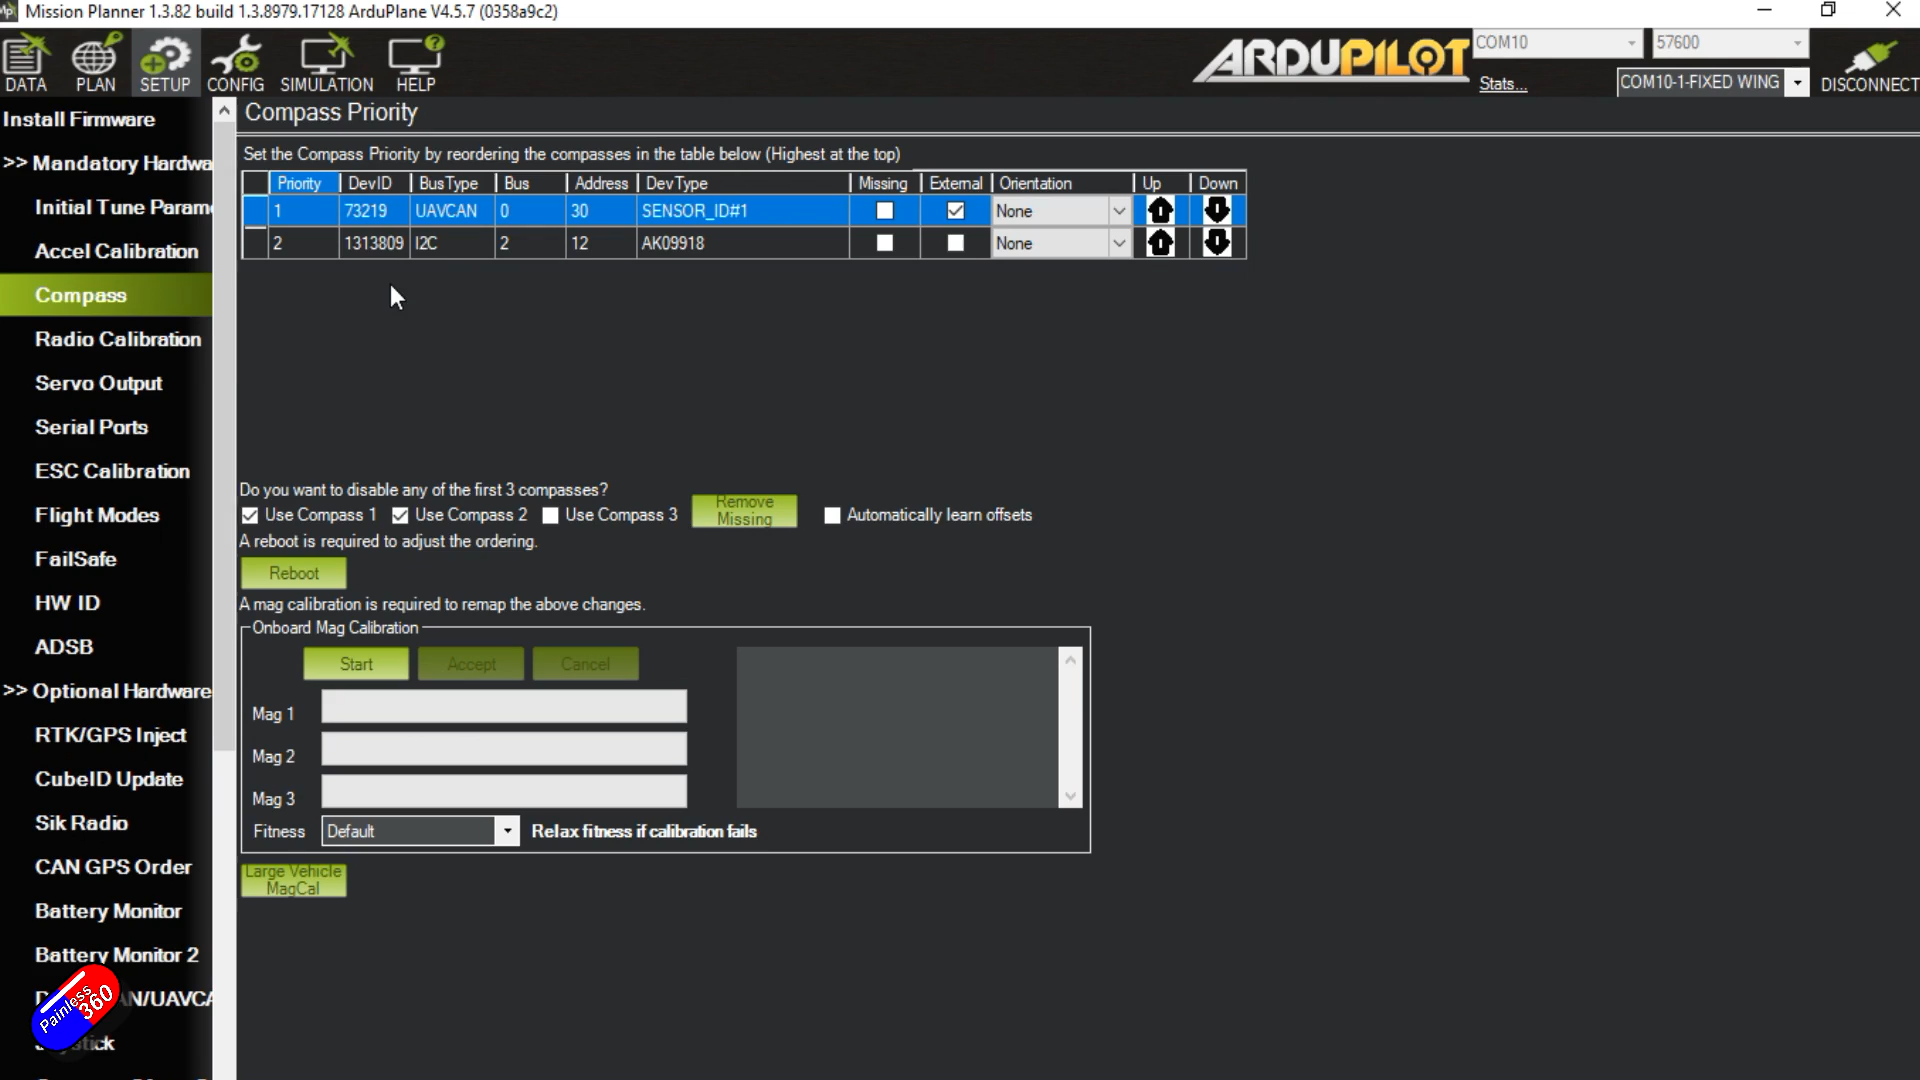 Mission Planner 1.3.82 build 1.3.8979.17128 ArduPlane V4.5.7 (0358a9c2)
DATA PLAN SETUP CONFIG SIMULATION HELP
ARDUPILOT
COM10 57600
Stats... COM10-1-FIXED WING DISCONNECT
Install Firmware
>> Mandatory Hardwa
Initial Tune Param
Accel Calibration
Compass
Radio Calibration
Servo Output
Serial Ports
ESC Calibration
Flight Modes
FailSafe
HW ID
ADSB
>> Optional Hardware
RTK/GPS Inject
CubeID Update
Sik Radio
CAN GPS Order
Battery Monitor
Battery Monitor 2
AN/UAVCA
Painless360
Compass Priority
Set the Compass Priority by reordering the compasses in the table below (Highest at the top)
Priority DevID BusType Bus Address DevType Missing External Orientation Up Down
1 73219 UAVCAN 0 30 SENSOR_ID#1 None
2 1313809 I2C 2 12 AK09918 None
Do you want to disable any of the first 3 compasses?
Use Compass 1 Use Compass 2 Use Compass 3 Remove Missing Automatically learn offsets
A reboot is required to adjust the ordering.
Reboot
A mag calibration is required to remap the above changes.
Onboard Mag Calibration
Start Accept Cancel
Mag 1
Mag 2
Mag 3
Fitness Default Relax fitness if calibration fails
Large Vehicle
MagCal